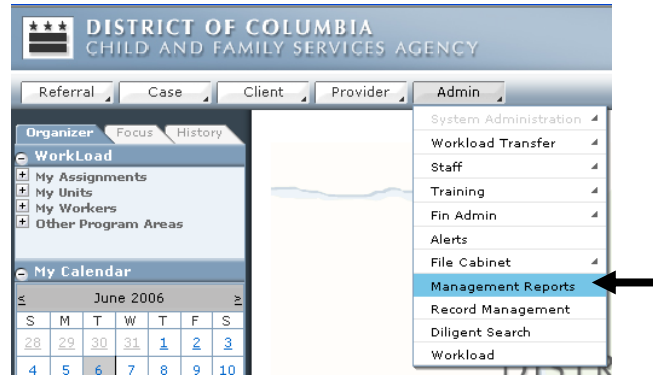 DISTRICT OF COLUMBIA
CHILD AND FAMILY SERVICES AGENCY
Referral Case Client Provider Admin
Organizer Focus History
WorkLoad
My Assignments
My Units
My Workers
Other Program Areas
My Calendar
< June 2006 >
S M T W T F S
28 29 30 31 1 2 3
4 5 6 7 8 9 10
System Administration
Workload Transfer
Staff
Training
Fin Admin
Alerts
File Cabinet
Management Reports
Record Management
Diligent Search
Workload